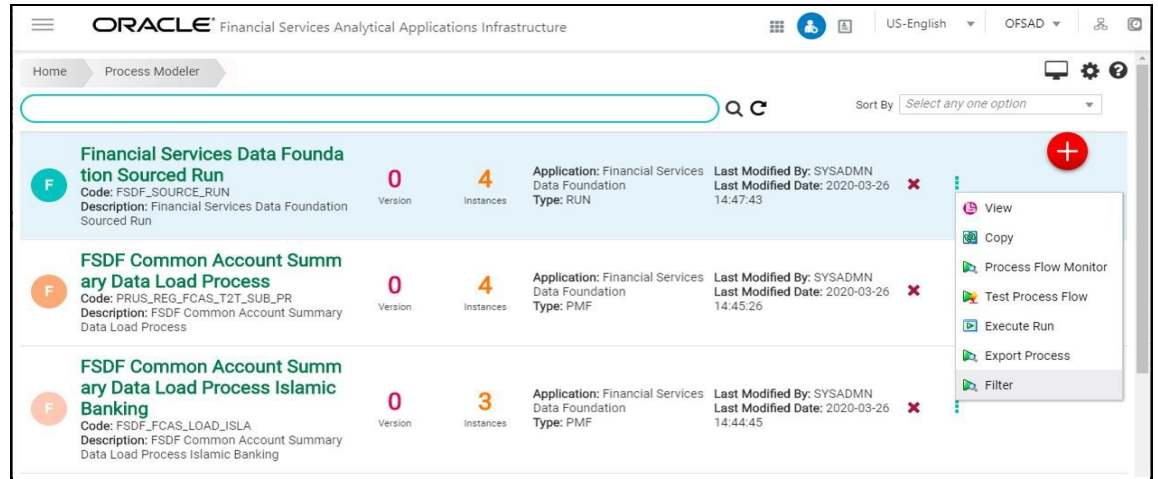 ORACLE® Financial Services Analytical Applications Infrastructure
US-English
OFSAD
Home
Process Modeler
Sort By
Select any one option
F
Financial Services Data Founda
tion Sourced Run
Code: FSDF_SOURCE_RUN
Description: Financial Services Data Foundation
Sourced Run
0
Version
4
Instances
Application: Financial Services
Data Foundation
Type: RUN
Last Modified By: SYSADMN
Last Modified Date: 2020-03-26
14:47:43
View
Copy
Process Flow Monitor
Test Process Flow
Execute Run
Export Process
Filter
F
FSDF Common Account Summ
ary Data Load Process
Code: PRUS_REG_FCAS_T2T_SUB_PR
Description: FSDF Common Account Summary
Data Load Process
0
Version
4
Instances
Application: Financial Services
Data Foundation
Type: PMF
Last Modified By: SYSADMN
Last Modified Date: 2020-03-26
14:45:26
F
FSDF Common Account Summ
ary Data Load Process Islamic
Banking
Code: FSDF_FCAS_LOAD_ISLA
Description: FSDF Common Account Summary
Data Load Process Islamic Banking
0
Version
3
Instances
Application: Financial Services
Data Foundation
Type: PMF
Last Modified By: SYSADMN
Last Modified Date: 2020-03-26
14:44:45